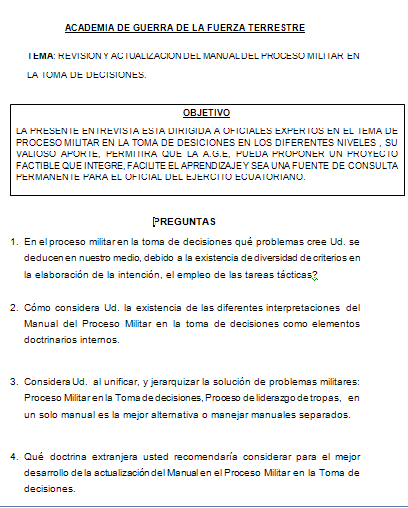 ACADEMIA DE GUERRA DE LA FUERZA TERRESTRE
TEMA: REVISION Y ACTUALIZACION DEL MANUAL DEL PROCESO MILITAR EN
LA TOMA DE DECISIONES.
OBJETIVO
LA PRESENTE ENTREVISTA ESTA DIRIGIDA A OFICIALES EXPERTOS EN EL TEMA DE
PROCESO MILITAR EN LA TOMA DE DESICIONES EN LOS DIFERENTES NIVELES , SU
VALIOSO APORTE, PERMITIRA QUE LA A.G.E, PUEDA PROPONER UN PROYECTO
FACTIBLE QUE INTEGRE, FACILITE EL APRENDIZAJE Y SEA UNA FUENTE DE CONSULTA
PERMANENTE PARA EL OFICIAL DEL EJERCITO ECUATORIANO.
PREGUNTAS
1. En el proceso militar en la toma de decisiones qué problemas cree Ud. se
deducen en nuestro medio, debido a la existencia de diversidad de criterios en
la elaboración de la intención, el empleo de las tareas tácticas?
2. Cómo considera Ud. la existencia de las diferentes interpretaciones del
Manual del Proceso Militar en la toma de decisiones como elementos
doctrinarios internos.
3. Considera Ud. al unificar, y jerarquizar la solución de problemas militares:
Proceso Militar en la Toma de decisiones, Proceso de liderazgo de tropas, en
un solo manual es la mejor alternativa o manejar manuales separados.
4. Qué doctrina extranjera usted recomendaría considerar para el mejor
desarrollo de la actualización del Manual en el Proceso Militar en la Toma de
decisiones.